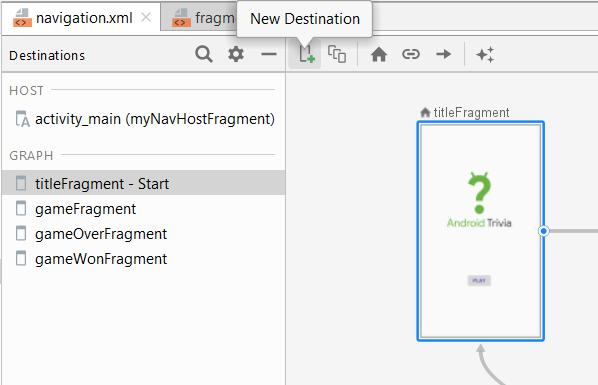 navigation.xml
fragm
New Destination
Destinations
HOST
activity_main (myNavHostFragment)
GRAPH
titleFragment - Start
gameFragment
gameOverFragment
gameWonFragment
titleFragment
Android Trivia
PLAY